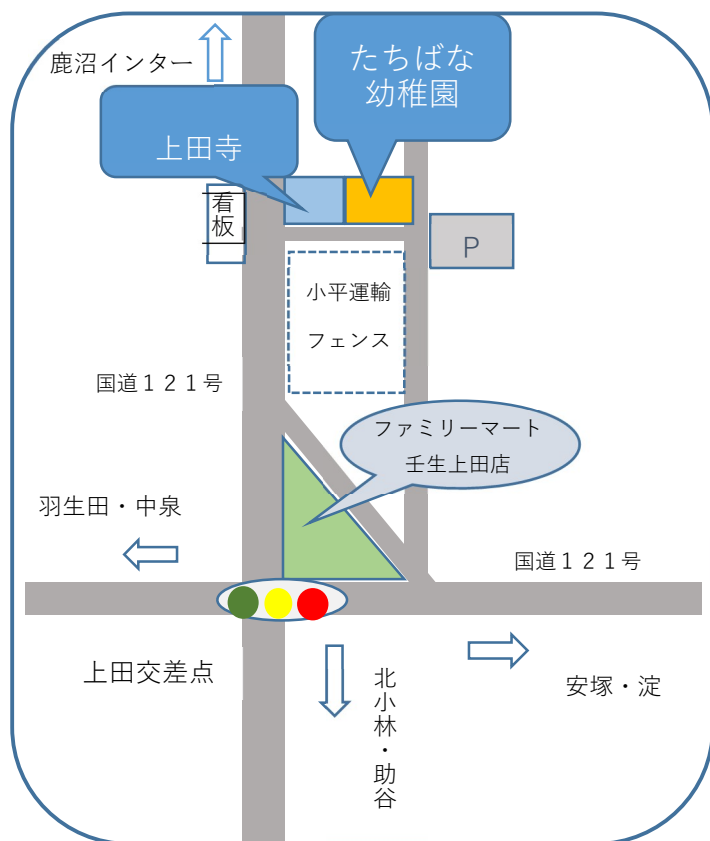 鹿沼インター
たちばな
幼稚園
上田寺
看板
P
小平運輸
フェンス
国道１２１号
ファミリーマート
壬生上田店
羽生田・中泉
国道１２１号
上田交差点
北小林・助谷
安塚・淀